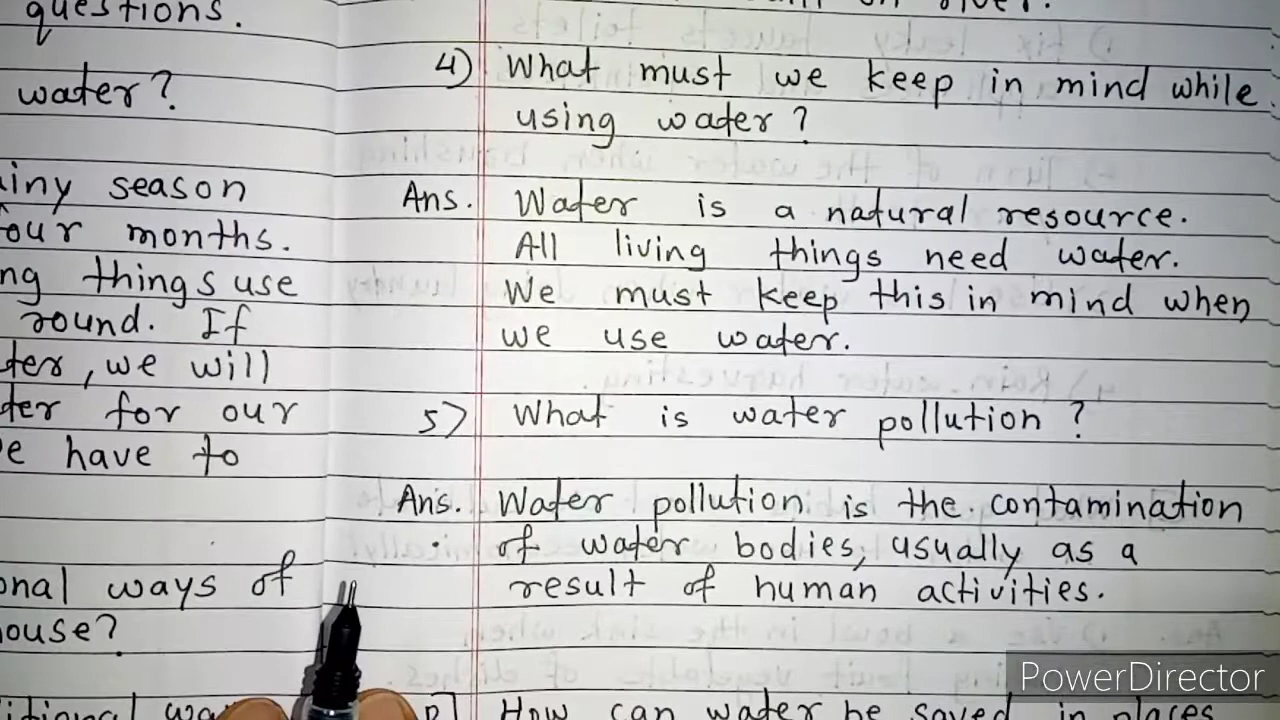 questions.
water?
iny season
our months.
ng things use
round. If
ter, we will
ter for our
e have to
onal ways of
ouse?
4) What must we keep in mind while
using water?
Ans. Water is a natural resource.
All living things need water.
We must keep this in mind when
we use water.
5) What is water pollution?
Ans. Water pollution is the contamination
of water bodies, usually as a
result of human activities.
How can water be saved in places
PowerDirector